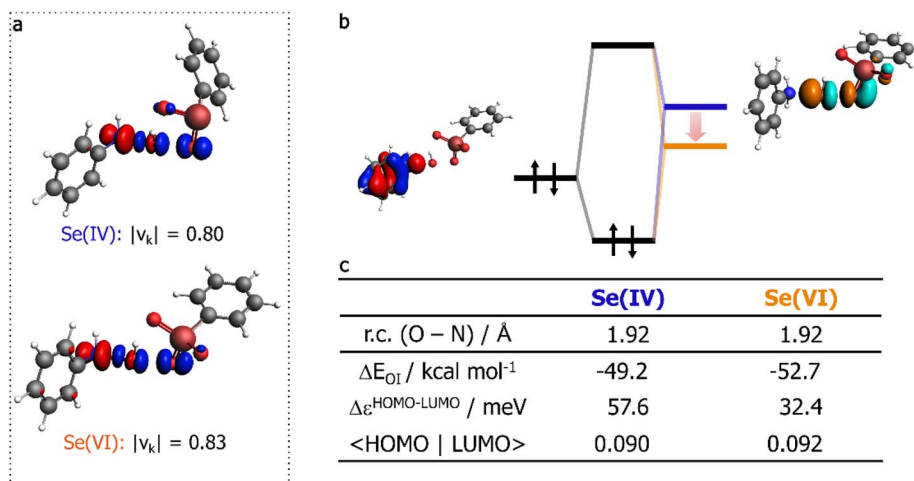 a
Se(IV): |vₖ| = 0.80
Se(VI): |vₖ| = 0.83
b
c
Se(IV) Se(VI)
r.c. (O – N) / Å 1.92 1.92
ΔE_OI / kcal mol⁻¹ -49.2 -52.7
Δε^HOMO-LUMO / meV 57.6 32.4
<HOMO | LUMO> 0.090 0.092